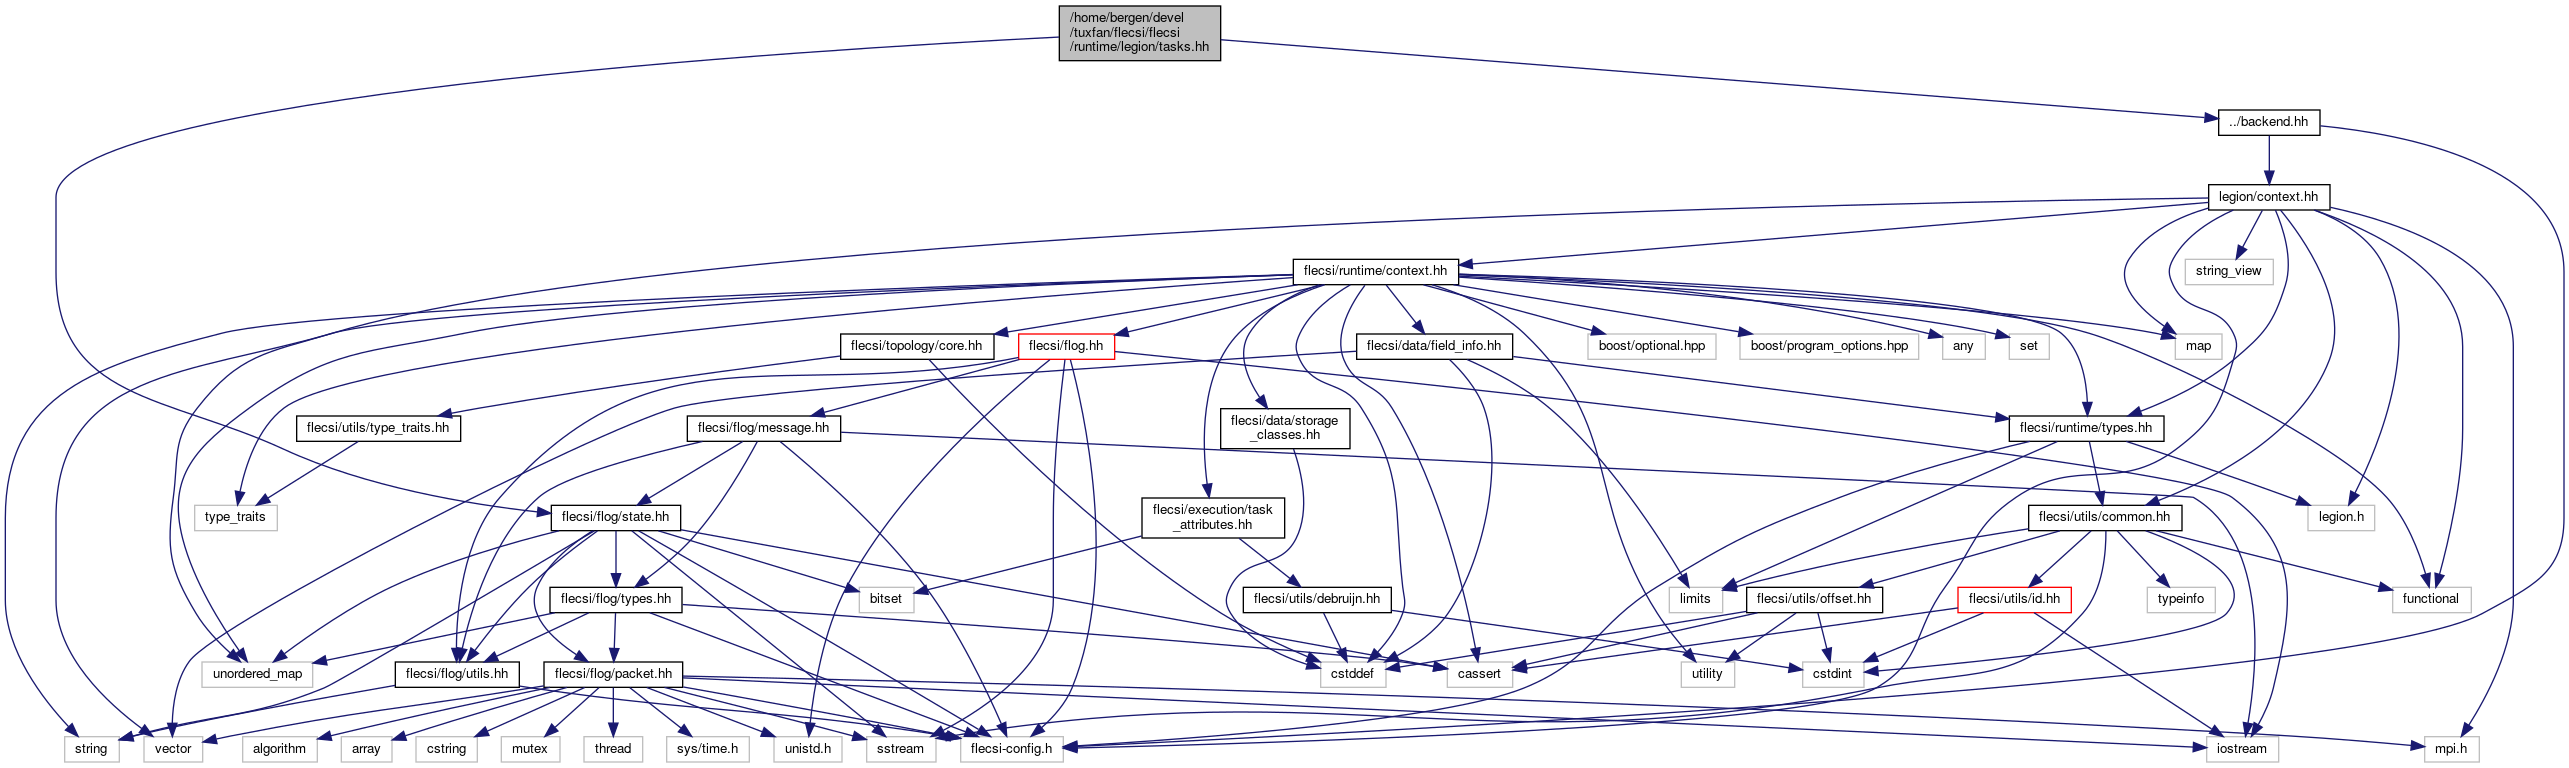 /home/bergen/devel
/tuxfan/flecsi/flecsi
/runtime/legion/tasks.hh
../backend.hh
legion/context.hh
flecsi/runtime/context.hh
string_view
flecsi/topology/core.hh
flecsi/flog.hh
flecsi/data/field_info.hh
boost/optional.hpp
boost/program_options.hpp
any
set
map
flecsi/utils/type_traits.hh
flecsi/flog/message.hh
flecsi/data/storage
_classes.hh
flecsi/runtime/types.hh
type_traits
flecsi/flog/state.hh
flecsi/execution/task
_attributes.hh
flecsi/utils/common.hh
legion.h
flecsi/flog/types.hh
bitset
flecsi/utils/debruijn.hh
limits
flecsi/utils/offset.hh
flecsi/utils/id.hh
typeinfo
functional
unordered_map
flecsi/flog/utils.hh
flecsi/flog/packet.hh
cstddef
cassert
utility
cstdint
string
vector
algorithm
array
cstring
mutex
thread
sys/time.h
unistd.h
sstream
flecsi-config.h
iostream
mpi.h